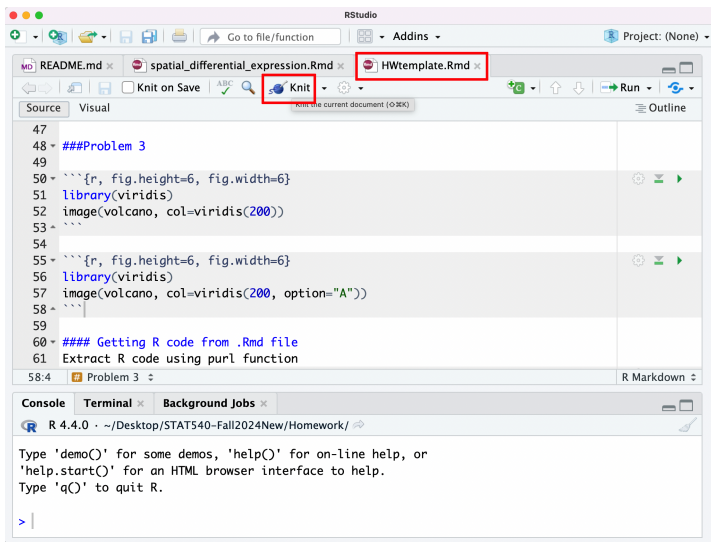 RStudio
R Go to file/function Addins R Project: (None)
MD README.md × spatial_differential_expression.Rmd × HWtemplate.Rmd ×
Knit on Save ABC Knit C Run
Knit the current document (⇧⌘K)
Source Visual Outline
47
48 ###Problem 3
49
50 ```{r, fig.height=6, fig.width=6}
51 library(viridis)
52 image(volcano, col=viridis(200))
53 ```
54
55 ```{r, fig.height=6, fig.width=6}
56 library(viridis)
57 image(volcano, col=viridis(200, option="A"))
58 ```
59
60 #### Getting R code from .Rmd file
61 Extract R code using purl function
58:4 # Problem 3 R Markdown
Console Terminal × Background Jobs ×
R R 4.4.0 · ~/Desktop/STAT540-Fall2024New/Homework/
Type 'demo()' for some demos, 'help()' for on-line help, or
'help.start()' for an HTML browser interface to help.
Type 'q()' to quit R.
>